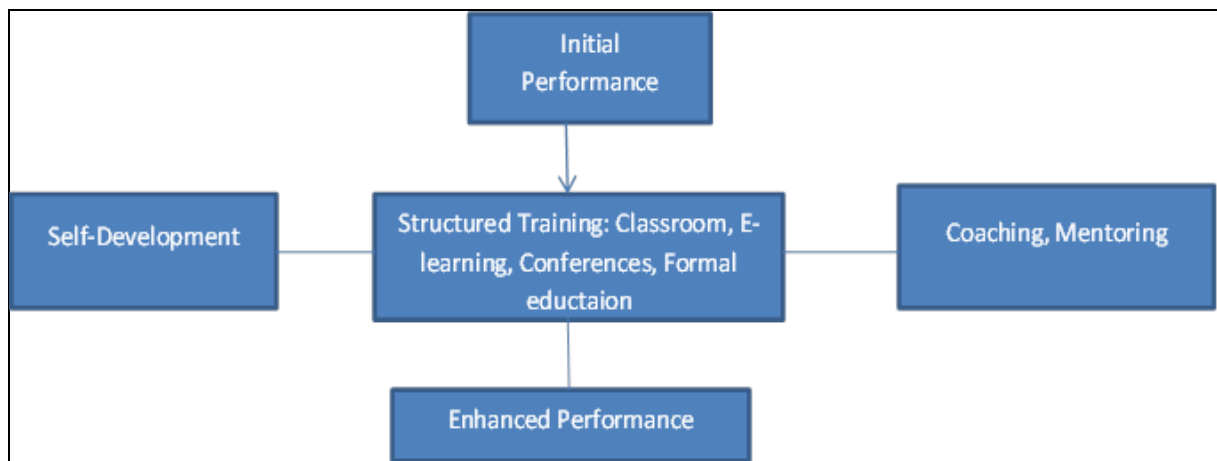 Initial
Performance
Self-Development
Structured Training: Classroom, E-
learning, Conferences, Formal
eductaion
Coaching, Mentoring
Enhanced Performance